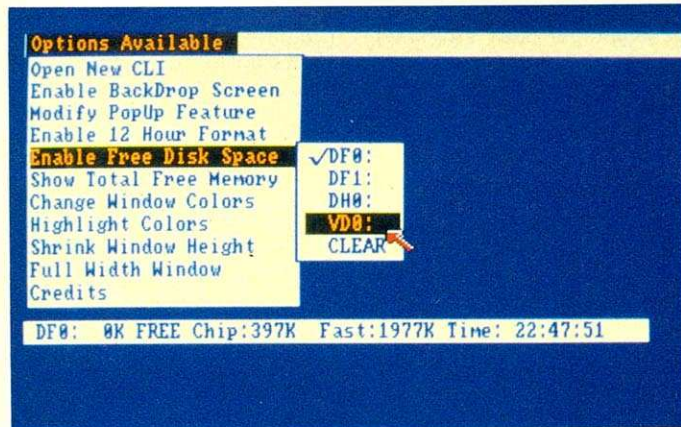 Options Available
Open New CLI
Enable BackDrop Screen
Modify PopUp Feature
Enable 12 Hour Format
Enable Free Disk Space
Show Total Free Memory
Change Window Colors
Highlight Colors
Shrink Window Height
Full Width Window
Credits
✓DF0:
DF1:
DH0:
VD0:
CLEAR
DF0: 0K FREE Chip:397K Fast:1977K Time: 22:47:51